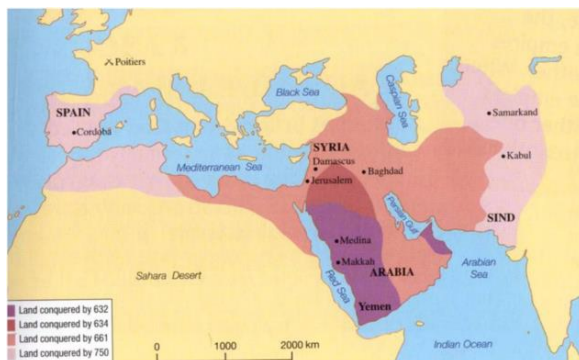 Poitiers
Black Sea
Caspian Sea
SPAIN
Cordoba
Samarkand
SYRIA
Mediterranean Sea
Damascus
Baghdad
Kabul
Jerusalem
Persian Gulf
SIND
Medina
Makkah
ARABIA
Arabian
Sea
Sahara Desert
Red Sea
Yemen
Land conquered by 632
Land conquered by 634
Land conquered by 661
Land conquered by 750
0 1000 2000 km
Indian Ocean